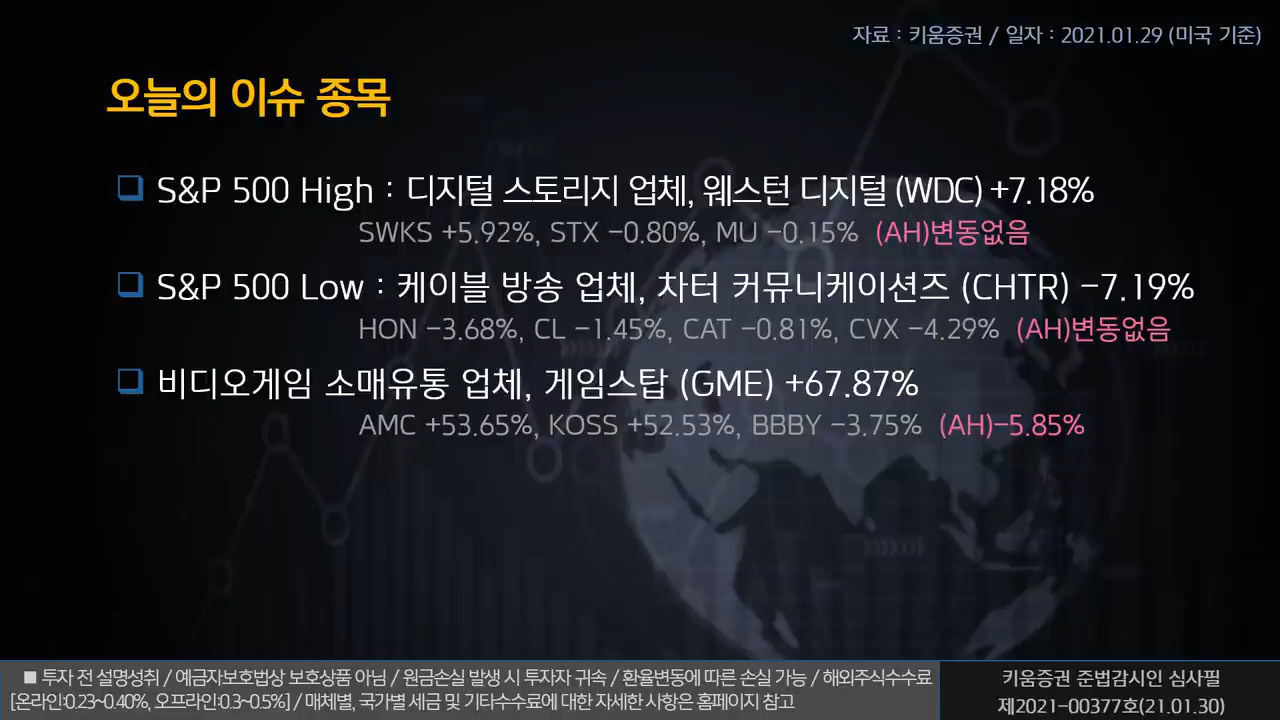 자료 : 키움증권 / 일자 : 2021.01.29 (미국 기준)
오늘의 이슈 종목
❑ S&P 500 High : 디지털 스토리지 업체, 웨스턴 디지털 (WDC) +7.18%
SWKS +5.92%, STX -0.80%, MU -0.15% (AH)변동없음
❑ S&P 500 Low : 케이블 방송 업체, 차터 커뮤니케이션즈 (CHTR) -7.19%
HON -3.68%, CL -1.45%, CAT -0.81%, CVX -4.29% (AH)변동없음
❑ 비디오게임 소매유통 업체, 게임스탑 (GME) +67.87%
AMC +53.65%, KOSS +52.53%, BBBY -3.75% (AH)-5.85%
■ 투자 전 설명성취 / 예금자보호법상 보호상품 아님 / 원금손실 발생 시 투자자 귀속 / 환율변동에 따른 손실 가능 / 해외주식수수료
[온라인:0.23~0.40%, 오프라인:0.3~0.5%] / 매체별, 국가별 세금 및 기타수수료에 대한 자세한 사항은 홈페이지 참고
키움증권 준법감시인 심사필
제2021-00377호(21.01.30)